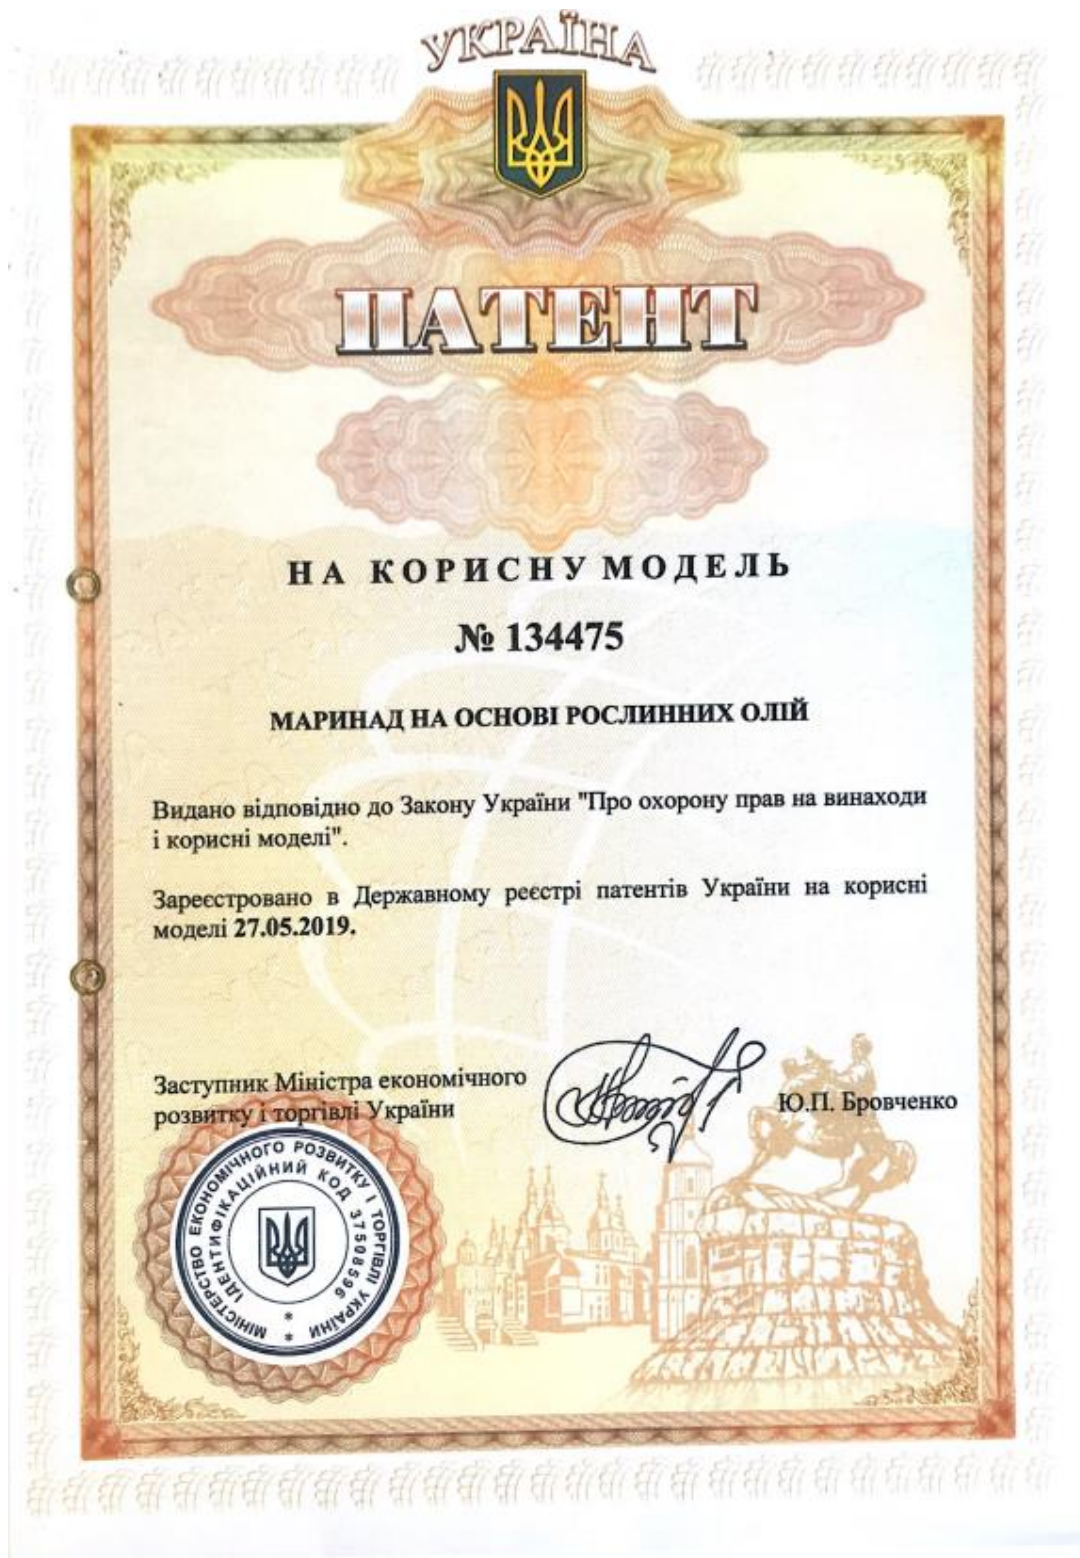 УКРАЇНА
ПАТЕНТ
НА КОРИСНУ МОДЕЛЬ
№ 134475
МАРИНАД НА ОСНОВІ РОСЛИННИХ ОЛІЙ
Видано відповідно до Закону України "Про охорону прав на винаходи
і корисні моделі".
Зареєстровано в Державному реєстрі патентів України на корисні
моделі 27.05.2019.
Заступник Міністра економічного
розвитку і торгівлі України
Ю.П. Бровченко
МІНІСТЕРСТВО ЕКОНОМІЧНОГО РОЗВИТКУ І ТОРГІВЛІ УКРАЇНИ
ІДЕНТИФІКАЦІЙНИЙ КОД 37508596